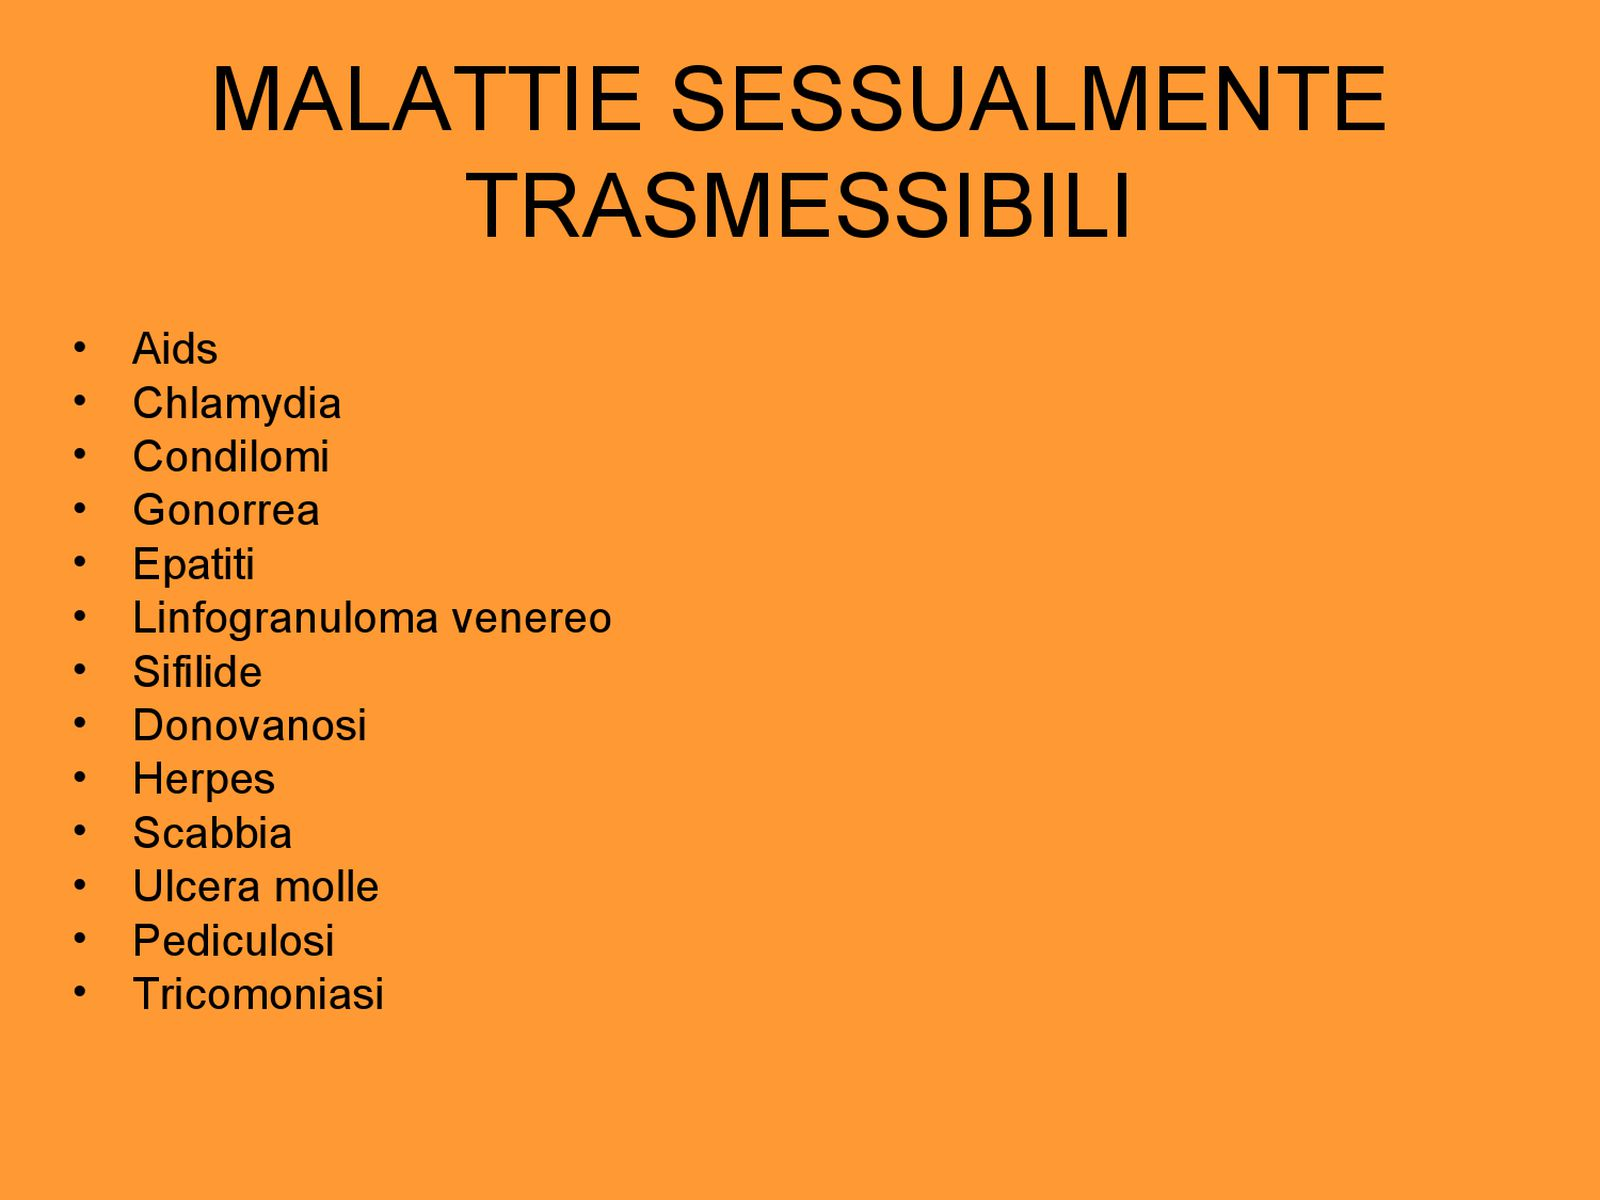 MALATTIE SESSUALMENTE
TRASMESSIBILI
• Aids
• Chlamydia
• Condilomi
• Gonorrea
• Epatiti
• Linfogranuloma venereo
• Sifilide
• Donovanosi
• Herpes
• Scabbia
• Ulcera molle
• Pediculosi
• Tricomoniasi